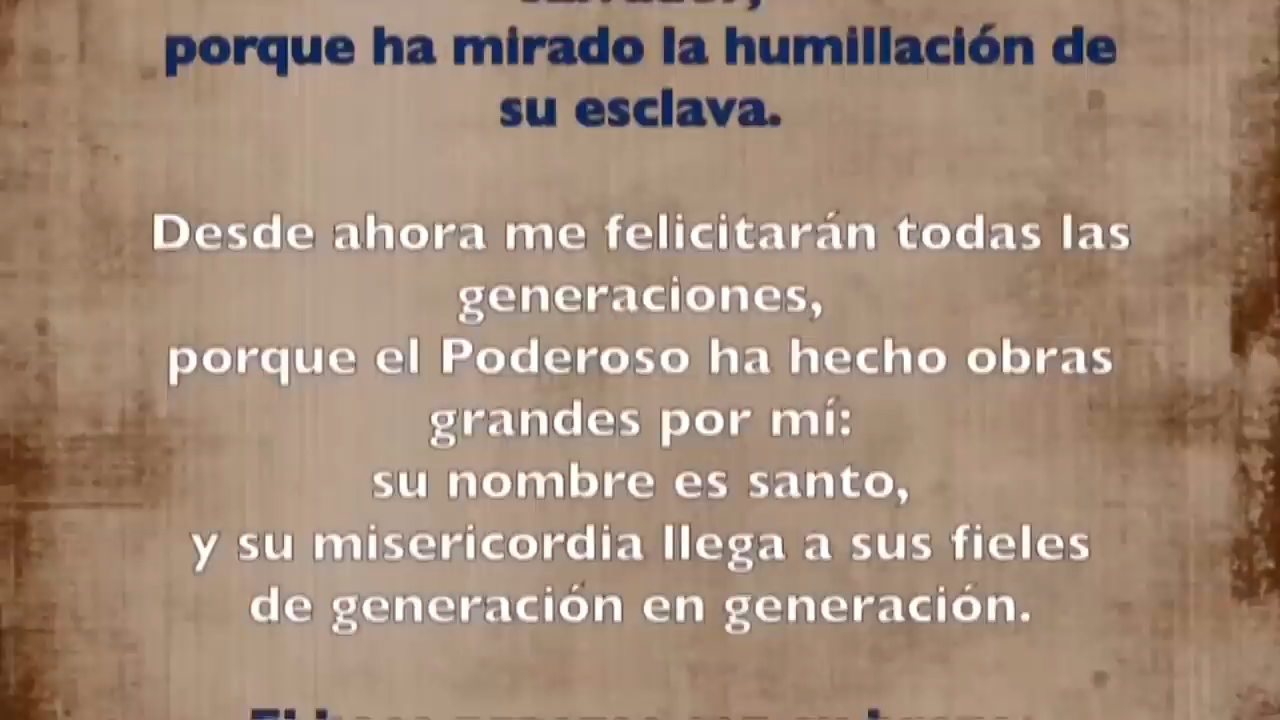 porque ha mirado la humillación de
su esclava.
Desde ahora me felicitarán todas las
generaciones,
porque el Poderoso ha hecho obras
grandes por mí:
su nombre es santo,
y su misericordia llega a sus fieles
de generación en generación.